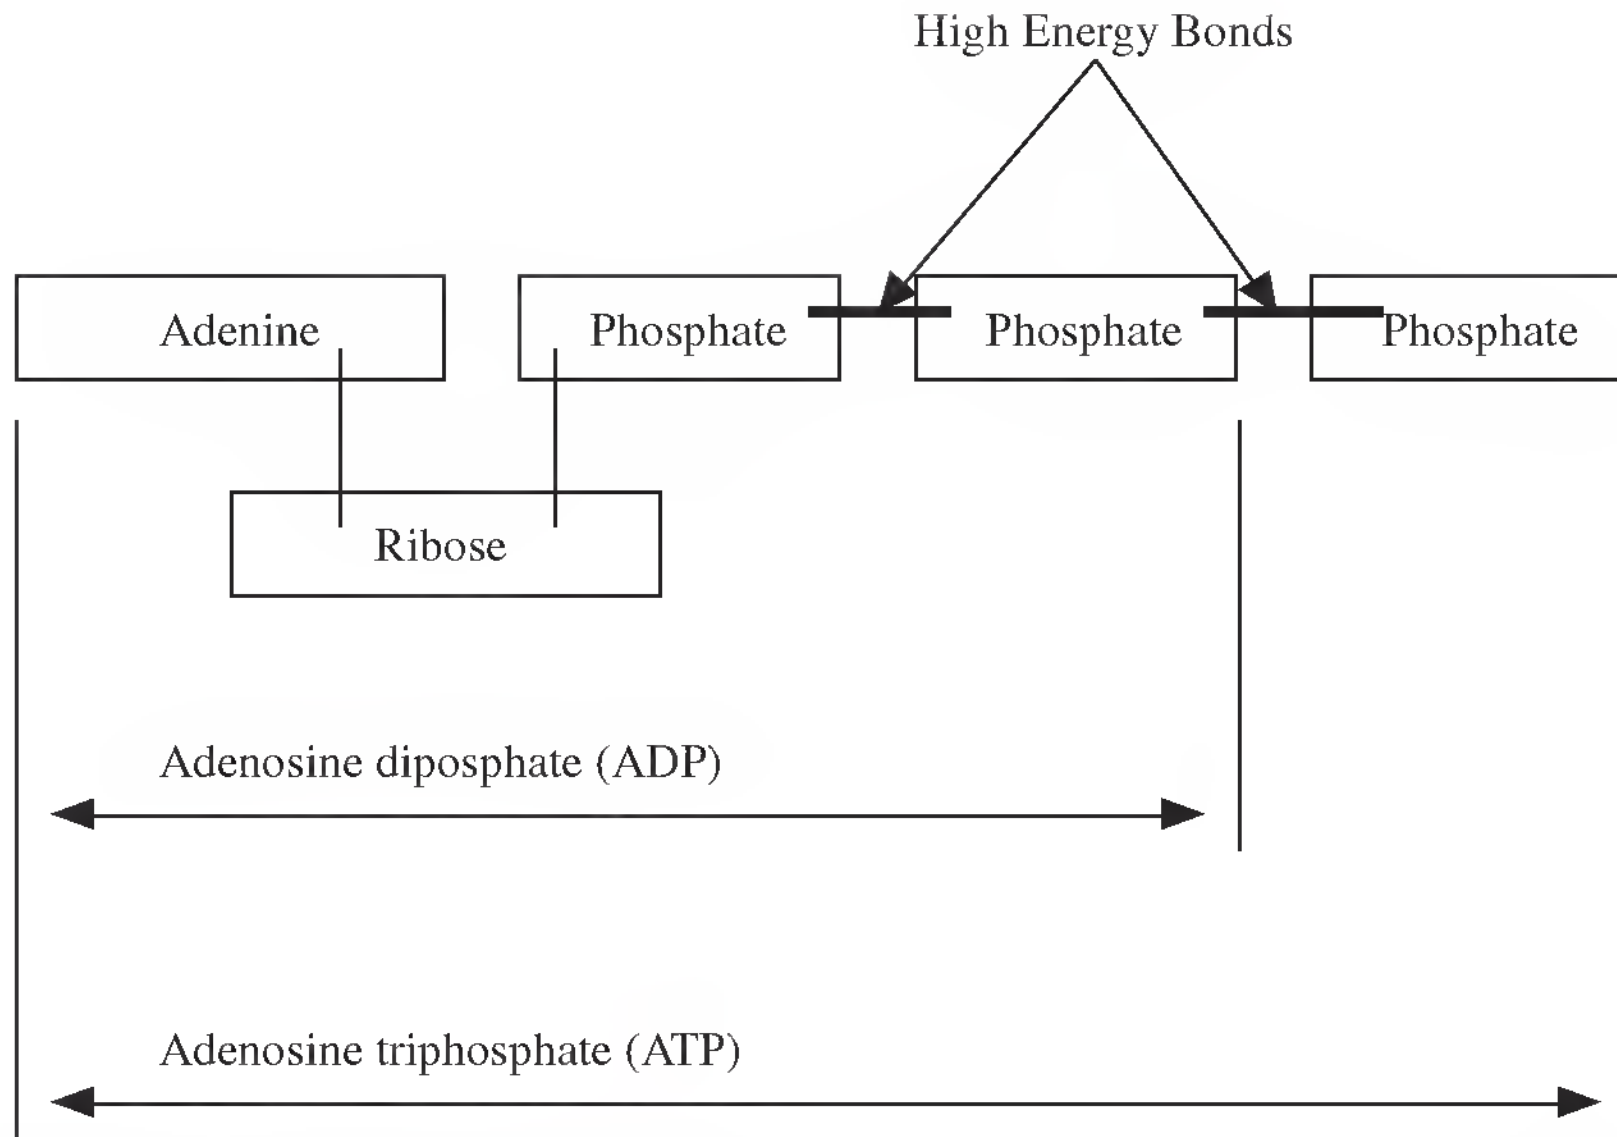 High Energy Bonds
Adenine Phosphate Phosphate Phosphate
Ribose
Adenosine diposphate (ADP)
Adenosine triphosphate (ATP)